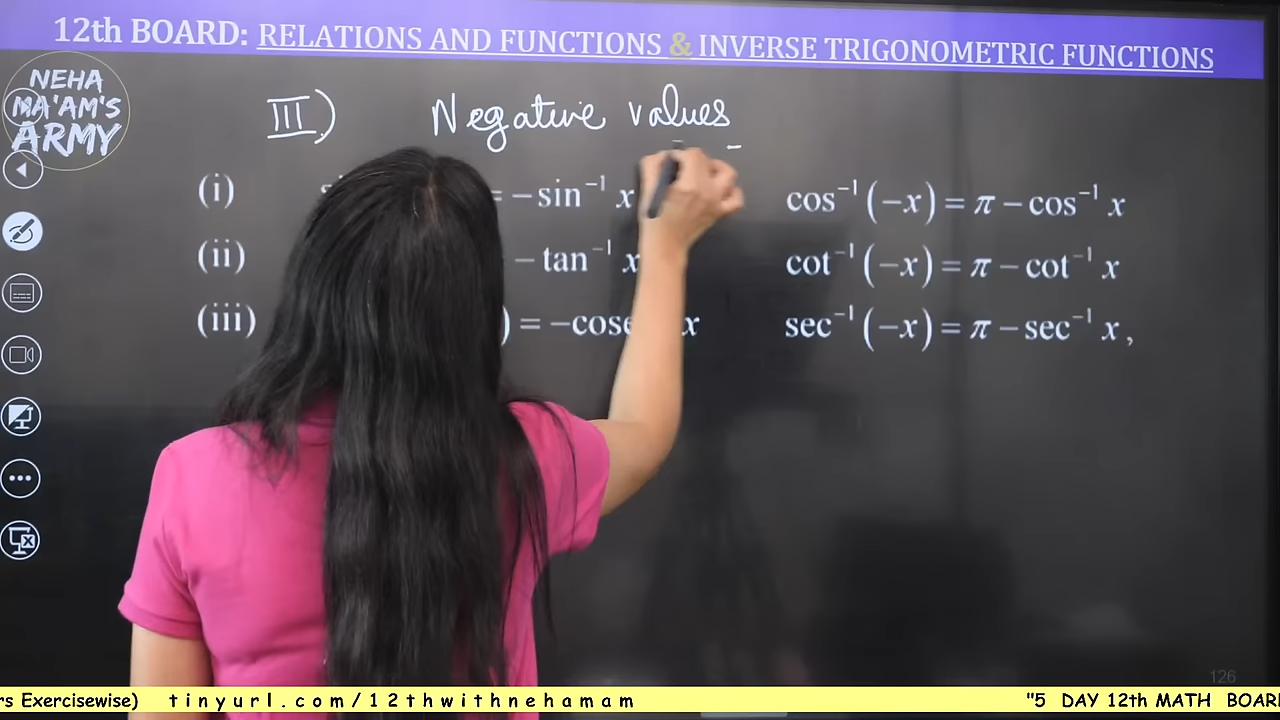 12th BOARD: RELATIONS AND FUNCTIONS & INVERSE TRIGONOMETRIC FUNCTIONS
NEHA
MA'AM'S
ARMY
III) Negative values
(i) = −sin⁻¹ x cos⁻¹(−x) = π − cos⁻¹ x
(ii) − tan⁻¹ x cot⁻¹(−x) = π − cot⁻¹ x
(iii) ) = −cose x sec⁻¹(−x) = π − sec⁻¹ x,
126
rs Exercisewise) tinyurl.com/12thwithnehamam "5 DAY 12th MATH BOAR